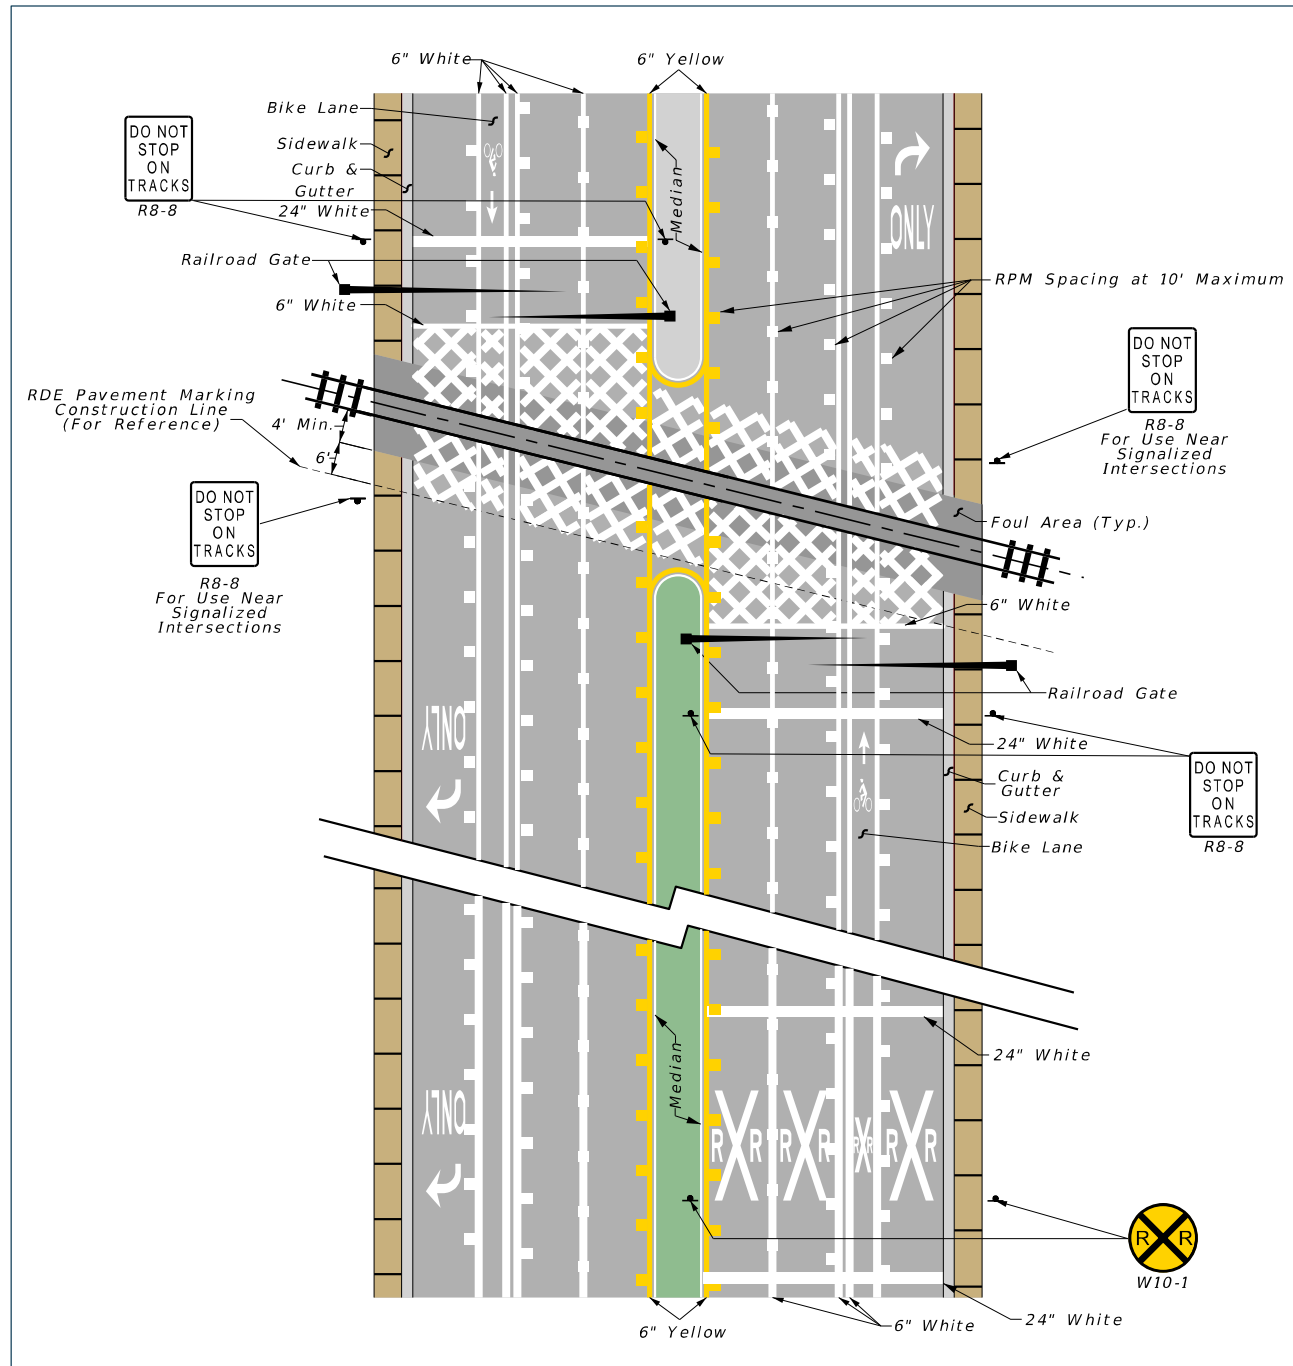 6" White
6" Yellow
Bike Lane
DO NOT
STOP
ON
TRACKS
R8-8
Sidewalk
Curb &
Gutter
24" White
Median
ONLY
Railroad Gate
RPM Spacing at 10' Maximum
6" White
DO NOT
STOP
ON
TRACKS
R8-8
For Use Near
Signalized
Intersections
RDE Pavement Marking
Construction Line
(For Reference)
4' Min.
6'
DO NOT
STOP
ON
TRACKS
R8-8
For Use Near
Signalized
Intersections
Foul Area (Typ.)
6" White
Railroad Gate
ONLY
24" White
DO NOT
STOP
ON
TRACKS
R8-8
Curb &
Gutter
Sidewalk
Bike Lane
24" White
Median
ONLY
R R
R R
R R
R R
R R
W10-1
24" White
6" White
6" Yellow